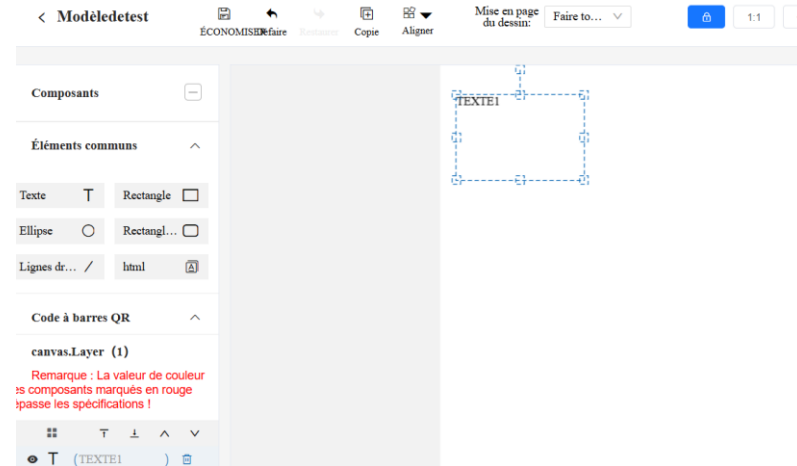 Modèledetest
ÉCONOMISER
Défaire
Restaurer
Copie
Aligner
Mise en page
du dessin:
Faire to...
1:1
Composants
Éléments communs
Texte
T
Rectangle
Ellipse
Rectangl...
Lignes dr...
html
A
Code à barres QR
canvas.Layer (1)
Remarque : La valeur de couleur
es composants marqués en rouge
épasse les spécifications !
T (TEXTE1 )
TEXTE1